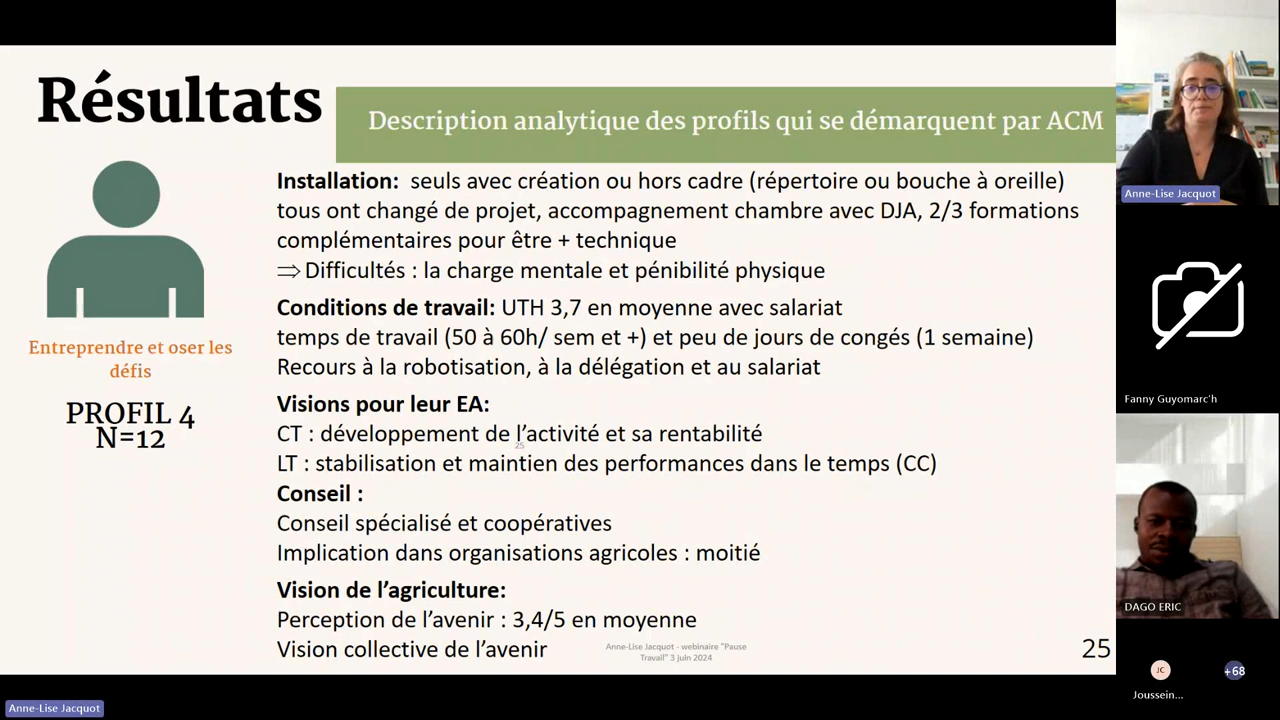 Résultats
Description analytique des profils qui se démarquent par ACM
Installation: seuls avec création ou hors cadre (répertoire ou bouche à oreille)
tous ont change de projet, accompagnement chambre avec DJA, 2/3 formations
complémentaires pour être + technique
⇒ Difficultés : la charge mentale et pénibilité physique
Conditions de travail: UTH 3,7 en moyenne avec salariat
temps de travail (50 à 60h/ sem et +) et peu de jours de congés (1 semaine)
Recours à la robotisation, à la délégation et au salariat
Visions pour leur EA:
CT : développement de l’activité et sa rentabilité
25
LT : stabilisation et maintien des performances dans le temps (CC)
Conseil :
Conseil spécialisé et coopératives
Implication dans organisations agricoles : moitié
Vision de l’agriculture:
Perception de l’avenir : 3,4/5 en moyenne
Vision collective de l’avenir
Entreprendre et oser les
défis
PROFIL 4
N=12
Anne-Lise Jacquot - webinaire "Pause
Travail" 3 juin 2024
25
Anne-Lise Jacquot
Fanny Guyomarc'h
DAGO ERIC
JC
Joussein...
+68
Anne-Lise Jacquot